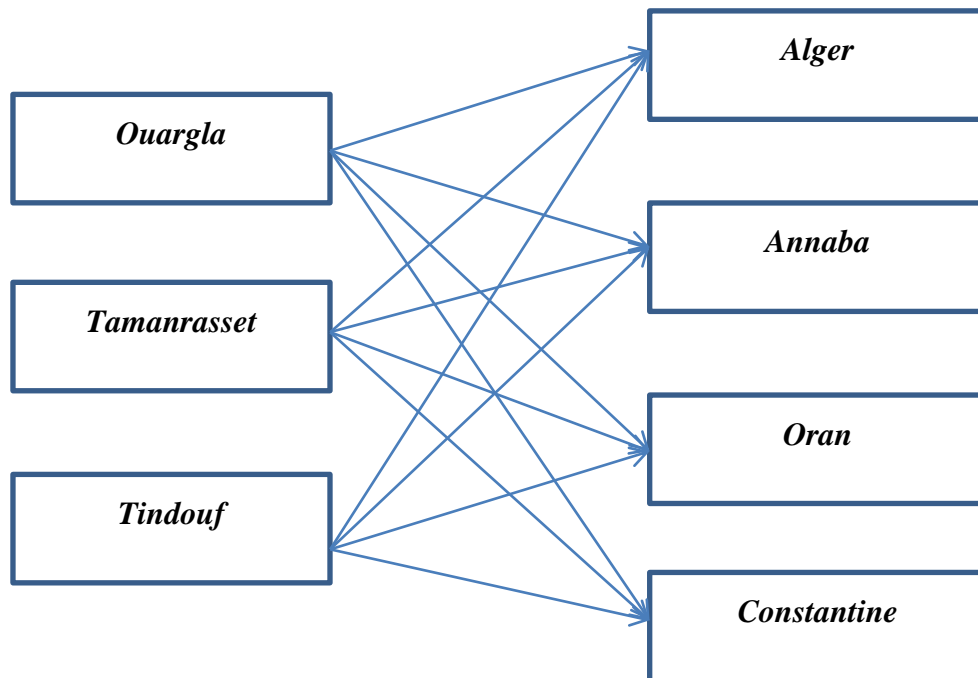 Ouargla
Tamanrasset
Tindouf
Alger
Annaba
Oran
Constantine